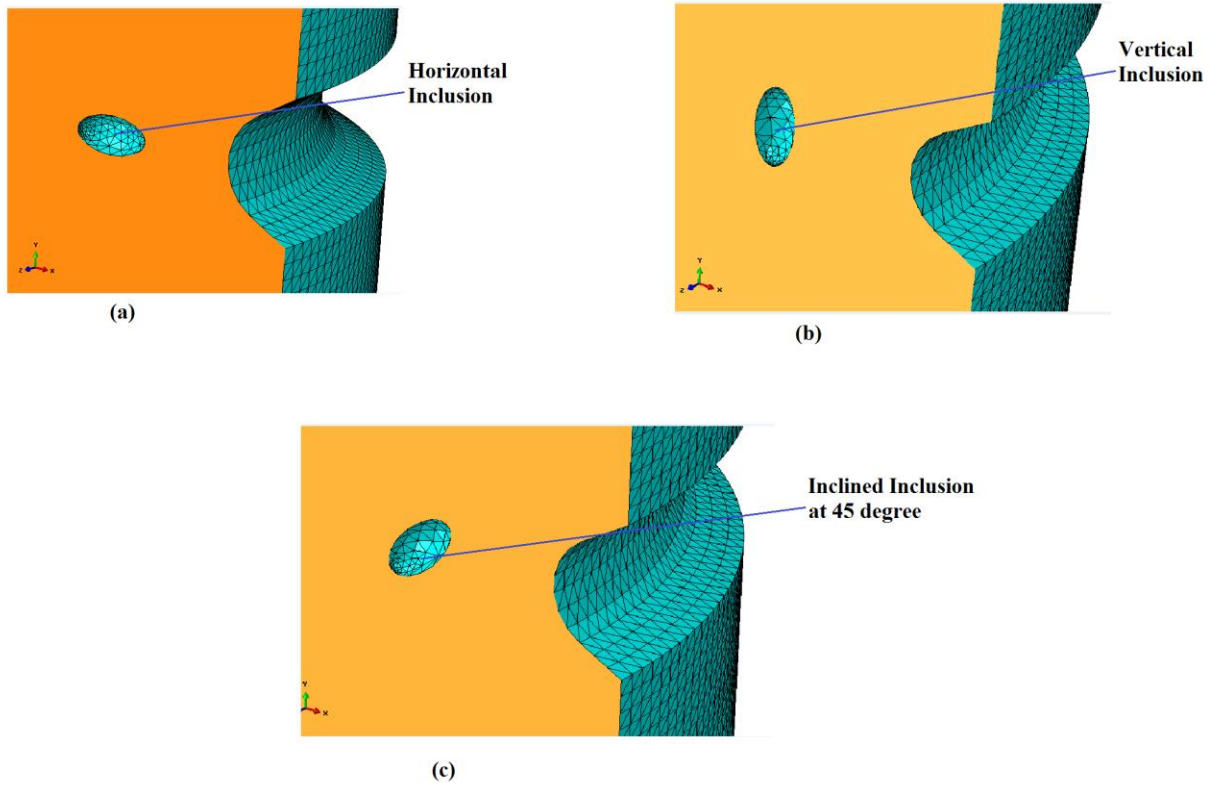 Horizontal
Inclusion
Y
Z
X
(a)
Vertical
Inclusion
Y
Z
X
(b)
Inclined Inclusion
at 45 degree
Y
X
(c)